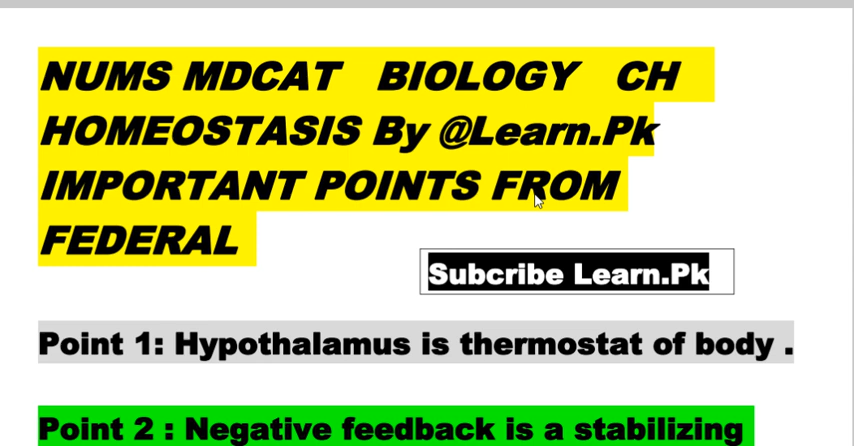 NUMS MDCAT BIOLOGY CH
HOMEOSTASIS By @Learn.Pk
IMPORTANT POINTS FROM
FEDERAL
Subcribe Learn.Pk
Point 1: Hypothalamus is thermostat of body .
Point 2 : Negative feedback is a stabilizing